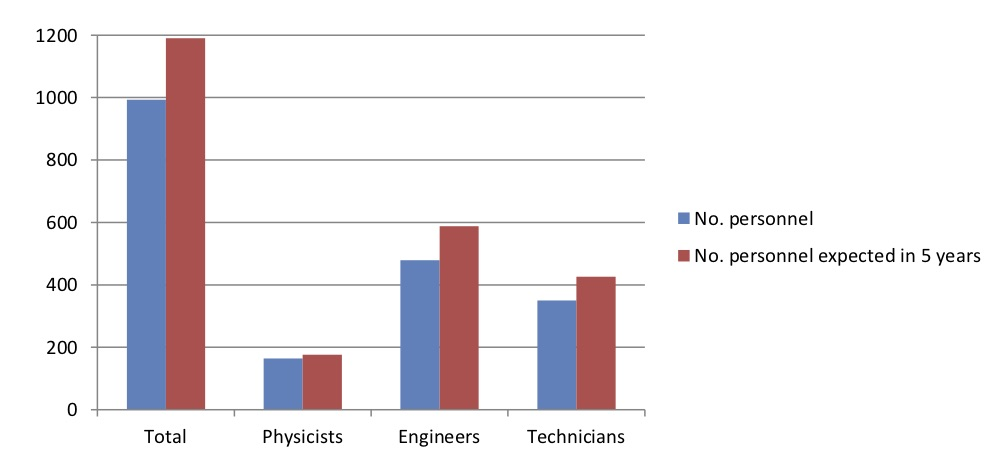 1200
1000
800
600
400
200
0
Total Physicists Engineers Technicians
No. personnel
No. personnel expected in 5 years